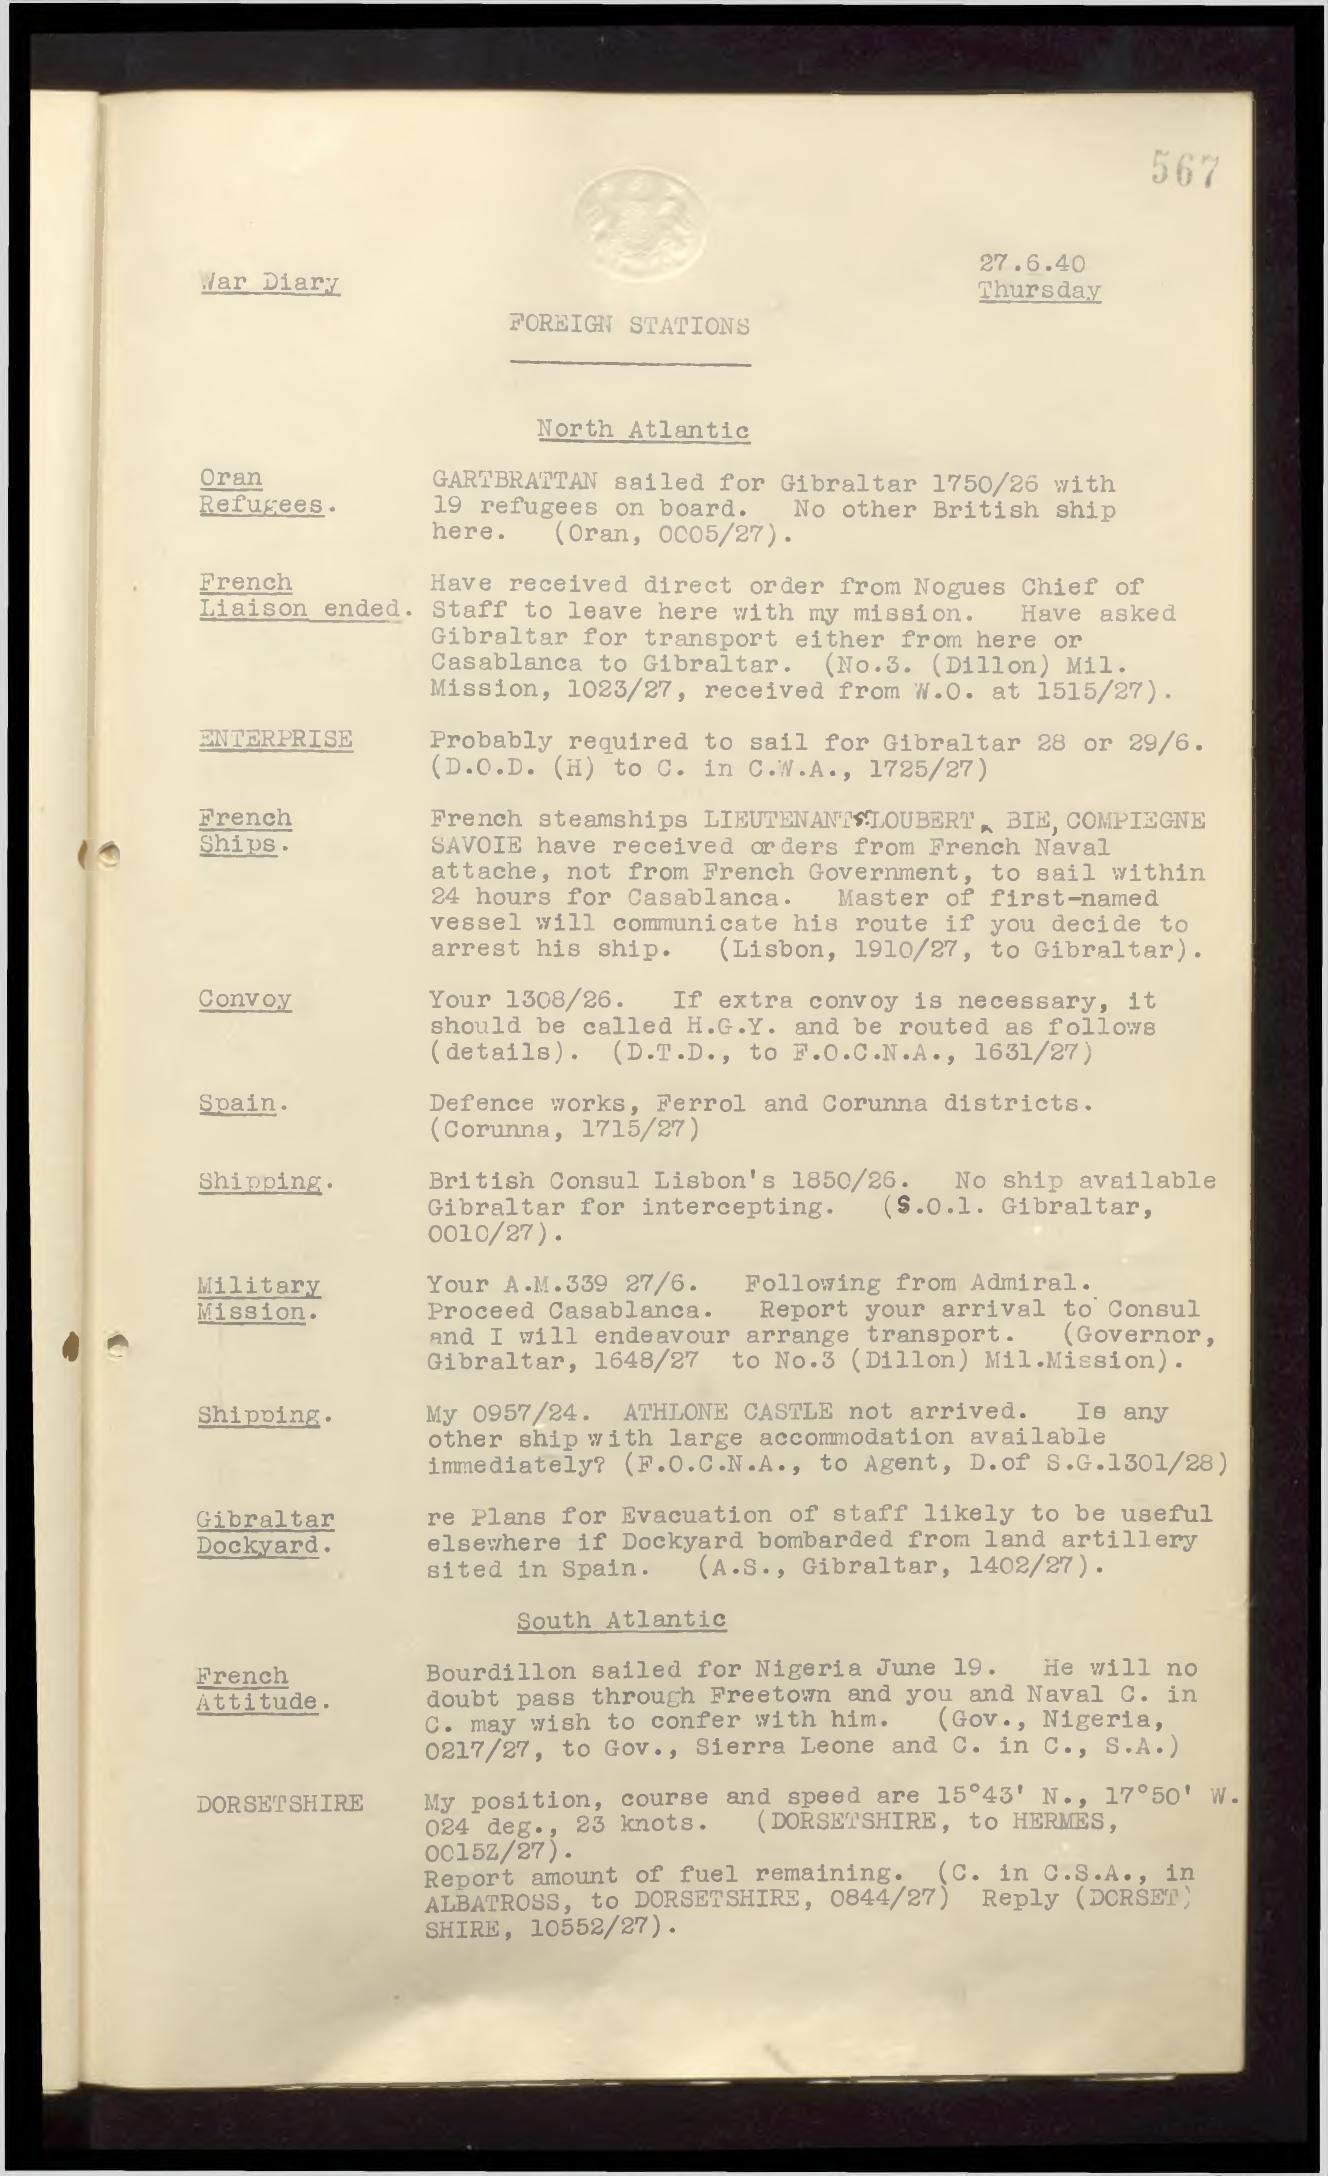 567
War Diary
27.6.40
Thursday
FOREIGN STATIONS
North Atlantic
Oran
Refugees.
GARTBRATTAN sailed for Gibraltar 1750/26 with
19 refugees on board. No other British ship
here. (Oran, 0005/27).
French
Liaison ended.
Have received direct order from Nogues Chief of
Staff to leave here with my mission. Have asked
Gibraltar for transport either from here or
Casablanca to Gibraltar. (No.3. (Dillon) Mil.
Mission, 1023/27, received from W.O. at 1515/27).
ENTERPRISE
Probably required to sail for Gibraltar 28 or 29/6.
(D.O.D. (H) to C. in C.W.A., 1725/27)
French
Ships.
French steamships LIEUTENANT LOUBERT, BIE, COMPIEGNE
SAVOIE have received orders from French Naval
attache, not from French Government, to sail within
24 hours for Casablanca. Master of first-named
vessel will communicate his route if you decide to
arrest his ship. (Lisbon, 1910/27, to Gibraltar).
Convoy
Your 1308/26. If extra convoy is necessary, it
should be called H.G.Y. and be routed as follows
(details). (D.T.D., to F.O.C.N.A., 1631/27)
Spain.
Defence works, Ferrol and Corunna districts.
(Corunna, 1715/27)
Shipping.
British Consul Lisbon's 1850/26. No ship available
Gibraltar for intercepting. (S.O.1. Gibraltar,
0010/27).
Military
Mission.
Your A.M.339 27/6. Following from Admiral.
Proceed Casablanca. Report your arrival to Consul
and I will endeavour arrange transport. (Governor,
Gibraltar, 1648/27 to No.3 (Dillon) Mil.Mission).
Shipping.
My 0957/24. ATHLONE CASTLE not arrived. Is any
other ship with large accommodation available
immediately? (F.O.C.N.A., to Agent, D.of S.G.1301/28)
Gibraltar
Dockyard.
re Plans for Evacuation of staff likely to be useful
elsewhere if Dockyard bombarded from land artillery
sited in Spain. (A.S., Gibraltar, 1402/27).
South Atlantic
French
Attitude.
Bourdillon sailed for Nigeria June 19. He will no
doubt pass through Freetown and you and Naval C. in
C. may wish to confer with him. (Gov., Nigeria,
0217/27, to Gov., Sierra Leone and C. in C., S.A.)
DORSETSHIRE
My position, course and speed are 15°43' N., 17°50' W.
024 deg., 23 knots. (DORSETSHIRE, to HERMES,
0015Z/27).
Report amount of fuel remaining. (C. in C.S.A., in
ALBATROSS, to DORSETSHIRE, 0844/27) Reply (DORSET)
SHIRE, 10552/27).